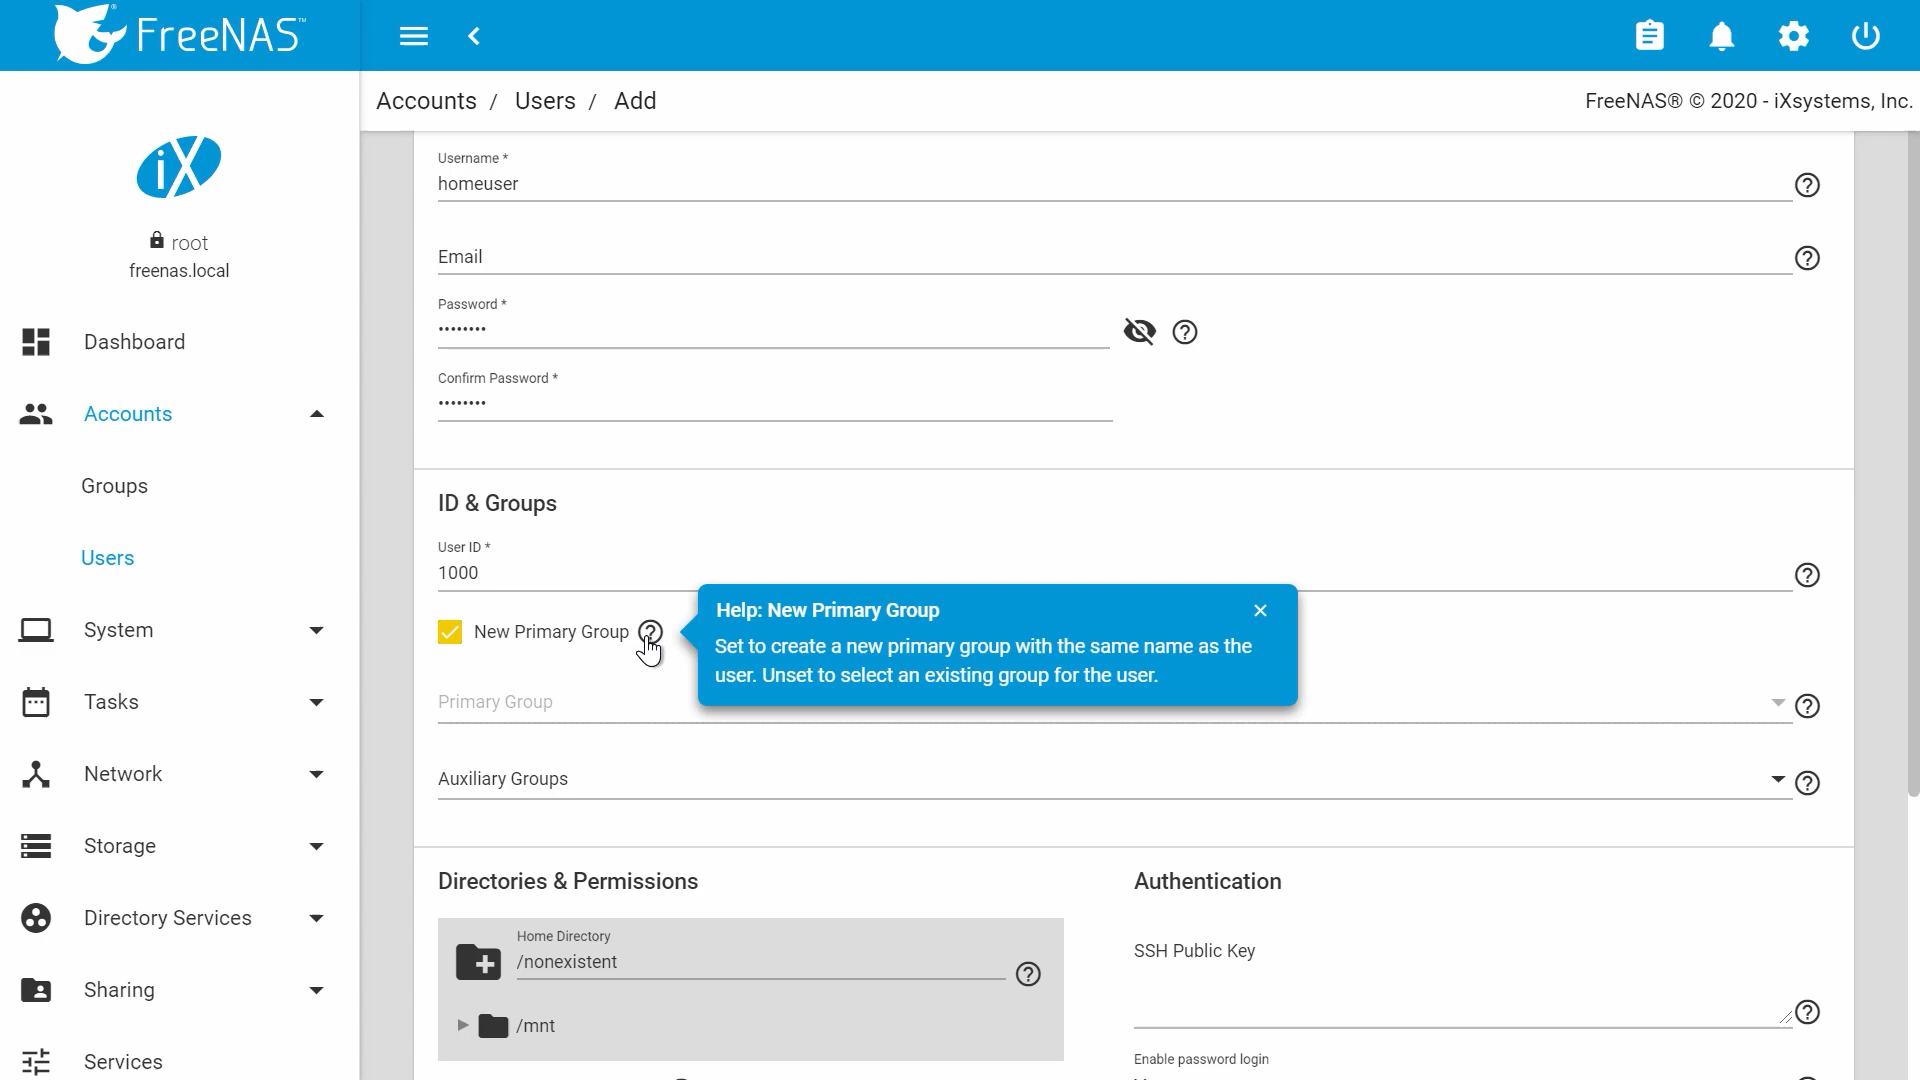 FreeNAS® ™
Accounts / Users / Add
FreeNAS® © 2020 - iXsystems, Inc.
iX
root
freenas.local
Dashboard
Accounts
Groups
Users
System
Tasks
Network
Storage
Directory Services
Sharing
Services
Username *
homeuser
Email
Password *
••••••••
Confirm Password *
••••••••
ID & Groups
User ID *
1000
New Primary Group
Help: New Primary Group
Set to create a new primary group with the same name as the
user. Unset to select an existing group for the user.
Primary Group
Auxiliary Groups
Directories & Permissions
Home Directory
/nonexistent
/mnt
Authentication
SSH Public Key
Enable password login